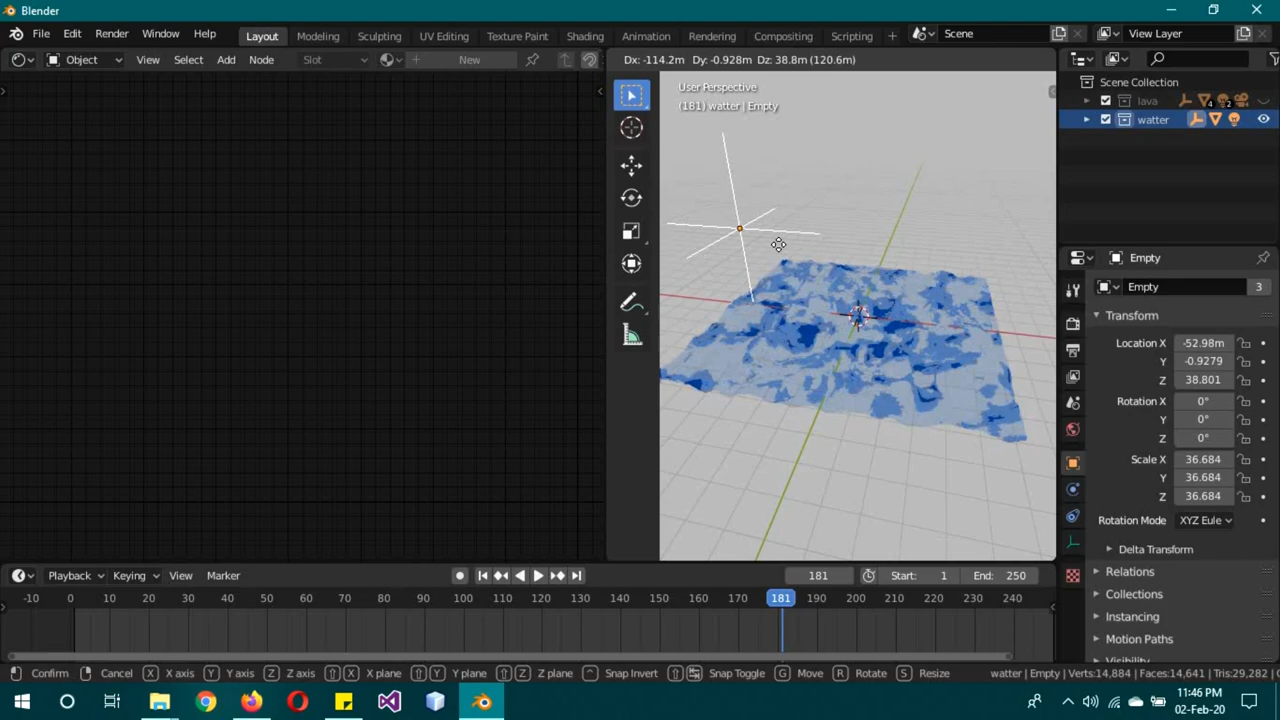 Blender
File Edit Render Window Help
Layout Modeling Sculpting UV Editing Texture Paint Shading Animation Rendering Compositing Scripting
Scene
View Layer
Object View Select Add Node Slot New
Dx: -114.2m Dy: -0.928m Dz: 38.8m (120.6m)
User Perspective
(181) watter | Empty
Scene Collection
lava 4 2
watter
Empty
Empty 3
Transform
Location X -52.98m
Y -0.9279
Z 38.801
Rotation X 0°
Y 0°
Z 0°
Scale X 36.684
Y 36.684
Z 36.684
Rotation Mode XYZ Eule
Delta Transform
Relations
Collections
Instancing
Motion Paths
Visibility
Playback Keying View Marker 181 Start: 1 End: 250
-10 0 10 20 30 40 50 60 70 80 90 100 110 120 130 140 150 160 170 181 190 200 210 220 230 240
Confirm Cancel X X axis Y Y axis Z Z axis X X plane Y Y plane Z Z plane Snap Invert Snap Toggle G Move R Rotate S Resize watter | Empty | Verts:14,884 | Faces:14,641 | Tris:29,282
11:46 PM
02-Feb-20